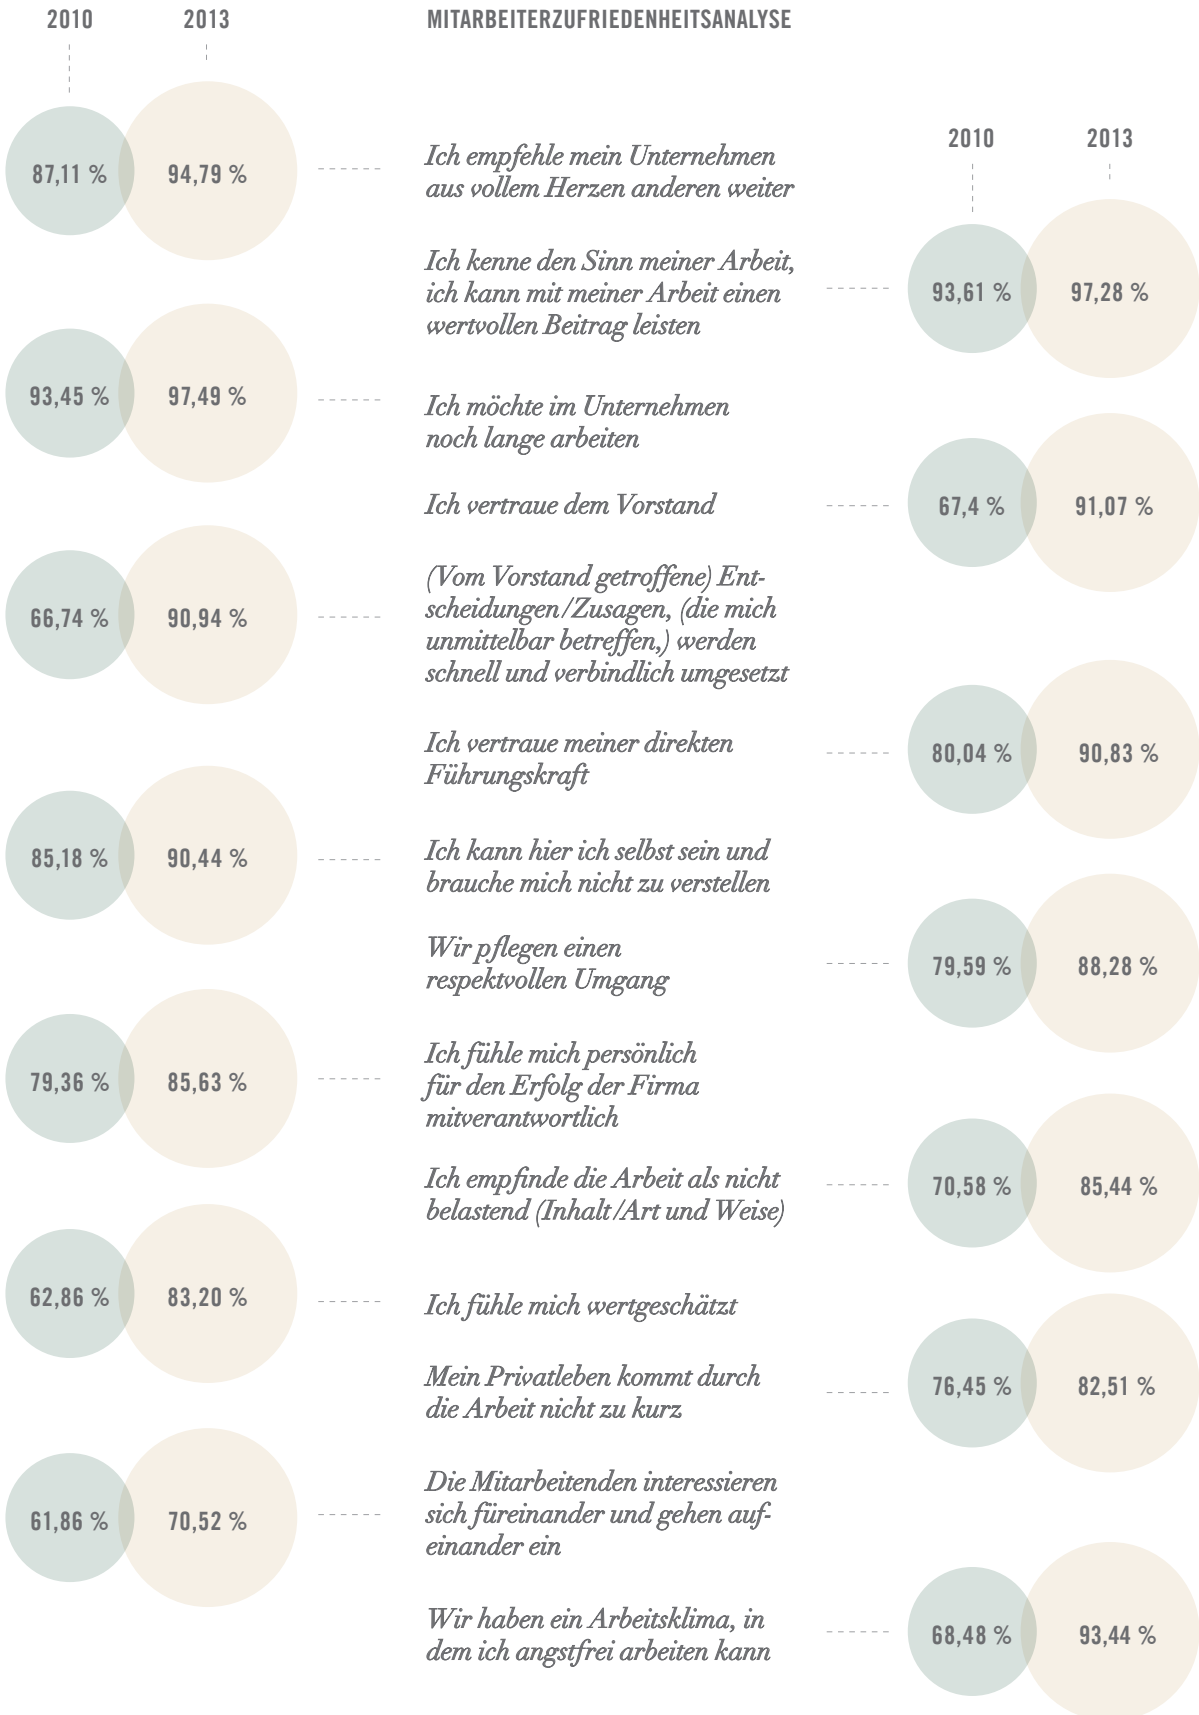 2010 2013 MITARBEITERZUFRIEDENHEITSANALYSE
2010 2013
87,11 % 94,79 %
Ich empfehle mein Unternehmen
aus vollem Herzen anderen weiter
Ich kenne den Sinn meiner Arbeit,
ich kann mit meiner Arbeit einen
wertvollen Beitrag leisten
93,61 % 97,28 %
93,45 % 97,49 %
Ich möchte im Unternehmen
noch lange arbeiten
Ich vertraue dem Vorstand
67,4 % 91,07 %
66,74 % 90,94 %
(Vom Vorstand getroffene) Ent-
scheidungen/Zusagen, (die mich
unmittelbar betreffen,) werden
schnell und verbindlich umgesetzt
Ich vertraue meiner direkten
Führungskraft
80,04 % 90,83 %
85,18 % 90,44 %
Ich kann hier ich selbst sein und
brauche mich nicht zu verstellen
Wir pflegen einen
respektvollen Umgang
79,59 % 88,28 %
79,36 % 85,63 %
Ich fühle mich persönlich
für den Erfolg der Firma
mitverantwortlich
Ich empfinde die Arbeit als nicht
belastend (Inhalt/Art und Weise)
70,58 % 85,44 %
62,86 % 83,20 %
Ich fühle mich wertgeschätzt
Mein Privatleben kommt durch
die Arbeit nicht zu kurz
76,45 % 82,51 %
61,86 % 70,52 %
Die Mitarbeitenden interessieren
sich füreinander und gehen auf-
einander ein
Wir haben ein Arbeitsklima, in
dem ich angstfrei arbeiten kann
68,48 % 93,44 %